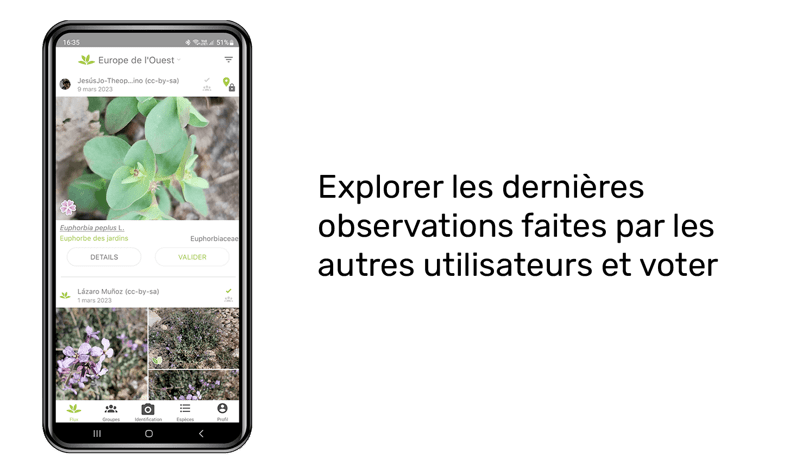 16:35
51%
Europe de l'Ouest
JesúsJo-Theop...ino (cc-by-sa)
9 mars 2023
Euphorbia peplus L.
Euphorbe des jardins
Euphorbiaceae
DETAILS
VALIDER
Lázaro Muñoz (cc-by-sa)
1 mars 2023
Flux
Groupes
Identification
Espèces
Profil
Explorer les dernières
observations faites par les
autres utilisateurs et voter